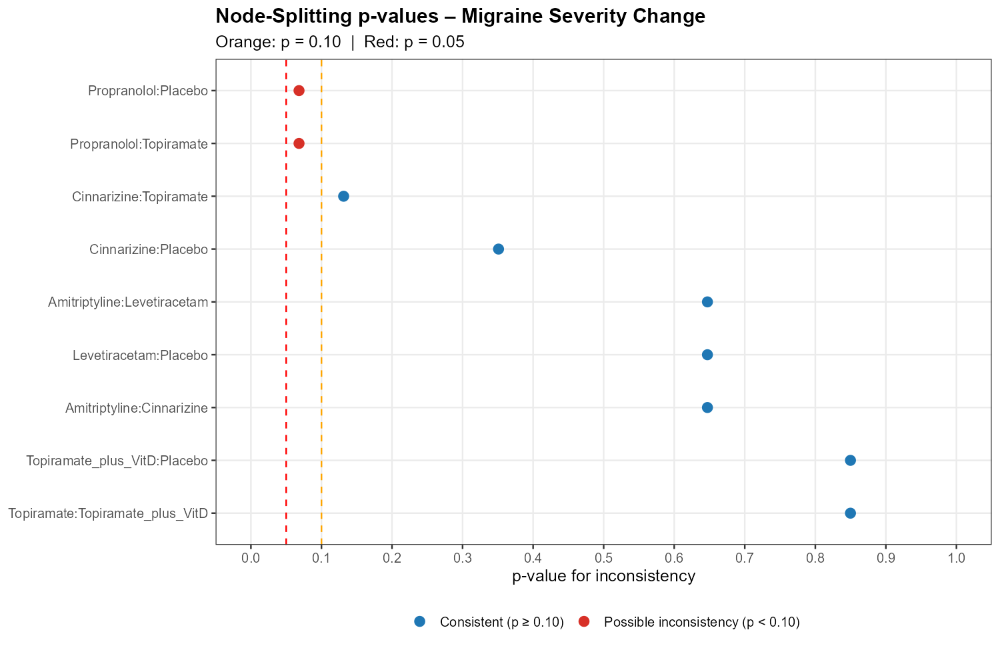 Node-Splitting p-values – Migraine Severity Change
Orange: p = 0.10 | Red: p = 0.05
Propranolol:Placebo
Propranolol:Topiramate
Cinnarizine:Topiramate
Cinnarizine:Placebo
Amitriptyline:Levetiracetam
Levetiracetam:Placebo
Amitriptyline:Cinnarizine
Topiramate_plus_VitD:Placebo
Topiramate:Topiramate_plus_VitD
0.0 0.1 0.2 0.3 0.4 0.5 0.6 0.7 0.8 0.9 1.0
p-value for inconsistency
Consistent (p ≥ 0.10) Possible inconsistency (p < 0.10)